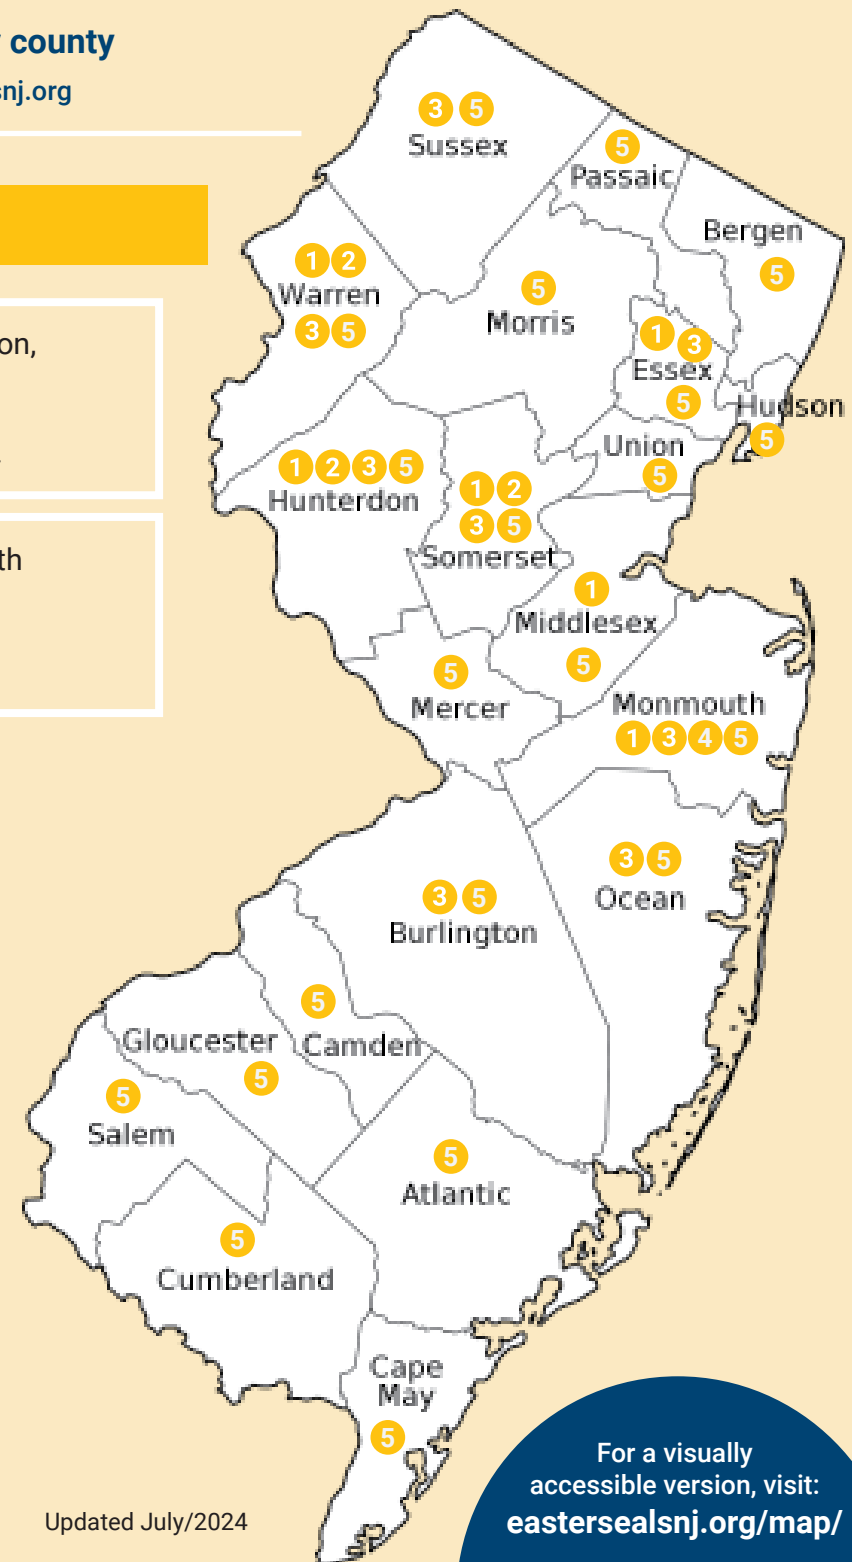 county
snj.org
3 5
Sussex
5
Passaic
Bergen
5
1 2
Warren
3 5
5
Morris
1 3
Essex
5
Hudson
5
Union
5
on,
1 2 3 5
Hunterdon
1 2
3 5
Somerset
th
1
Middlesex
5
5
Mercer
Monmouth
1 3 4 5
3 5
Ocean
3 5
Burlington
5
Camden
Gloucester
5
5
Salem
5
Atlantic
5
Cumberland
Cape
May
5
For a visually
accessible version, visit:
eastersealsnj.org/map/
Updated July/2024